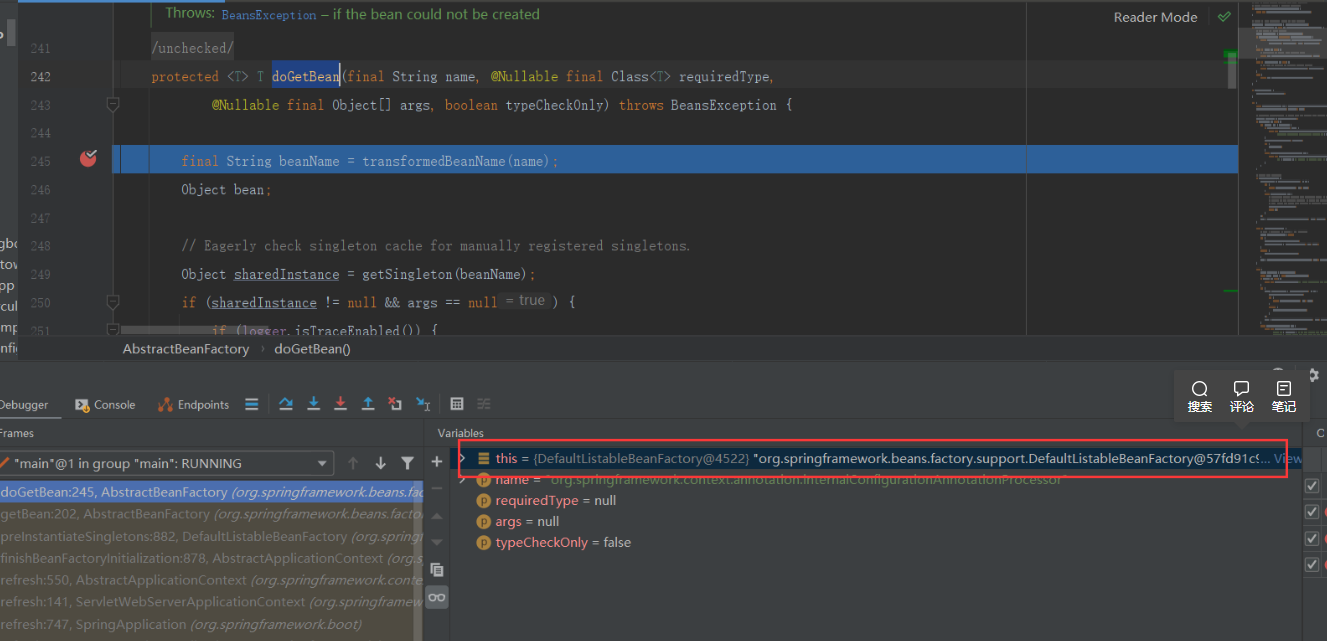 Throws: BeansException – if the bean could not be created
Reader Mode
241 /unchecked/
242 protected <T> T doGetBean(final String name, @Nullable final Class<T> requiredType,
243 @Nullable final Object[] args, boolean typeCheckOnly) throws BeansException {
244
245 final String beanName = transformedBeanName(name);
246 Object bean;
247
248 // Eagerly check singleton cache for manually registered singletons.
249 Object sharedInstance = getSingleton(beanName);
250 if (sharedInstance != null && args == null = true ) {
251 if (logger.isTraceEnabled()) {
AbstractBeanFactory › doGetBean()
搜索 评论 笔记
Debugger Console Endpoints
Frames
Variables
"main"@1 in group "main": RUNNING
this = {DefaultListableBeanFactory@4522} "org.springframework.beans.factory.support.DefaultListableBeanFactory@57fd91c9... View
name = "org.springframework.context.annotation.internalConfigurationAnnotationProcessor"
requiredType = null
args = null
typeCheckOnly = false
doGetBean:245, AbstractBeanFactory (org.springframework.beans.fac
getBean:202, AbstractBeanFactory (org.springframework.beans.facto
preInstantiateSingletons:882, DefaultListableBeanFactory (org.springf
finishBeanFactoryInitialization:878, AbstractApplicationContext (org.s
refresh:550, AbstractApplicationContext (org.springframework.conte
refresh:141, ServletWebServerApplicationContext (org.springframew
refresh:747, SpringApplication (org.springframework.boot)